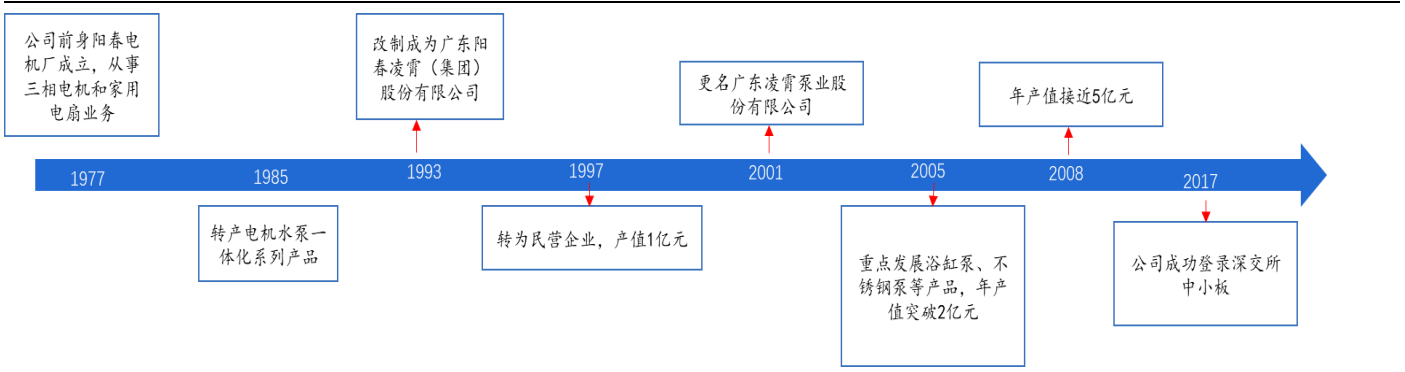 公司前身阳春电
机厂成立，从事
三相电机和家用
电扇业务
改制成为广东阳
春凌霄（集团）
股份有限公司
更名广东凌霄泵业股
份有限公司
年产值接近5亿元
1977
1985
1993
1997
2001
2005
2008
2017
转产电机水泵一
体化系列产品
转为民营企业，产值1亿元
重点发展浴缸泵、不
锈钢泵等产品，年产
值突破2亿元
公司成功登录深交所
中小板